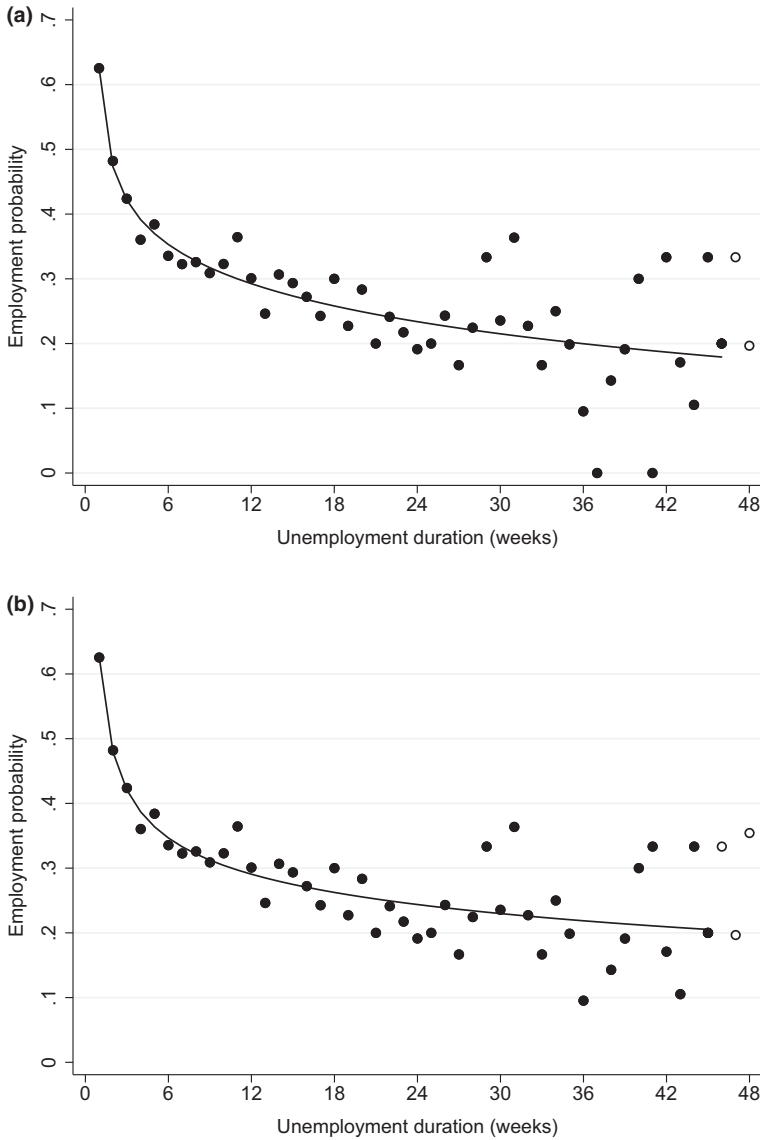 (a)
.7
.6
.5
.4
.3
.2
.1
0
Employment probability
0 6 12 18 24 30 36 42 48
Unemployment duration (weeks)
(b)
.7
.6
.5
.4
.3
.2
.1
0
Employment probability
0 6 12 18 24 30 36 42 48
Unemployment duration (weeks)